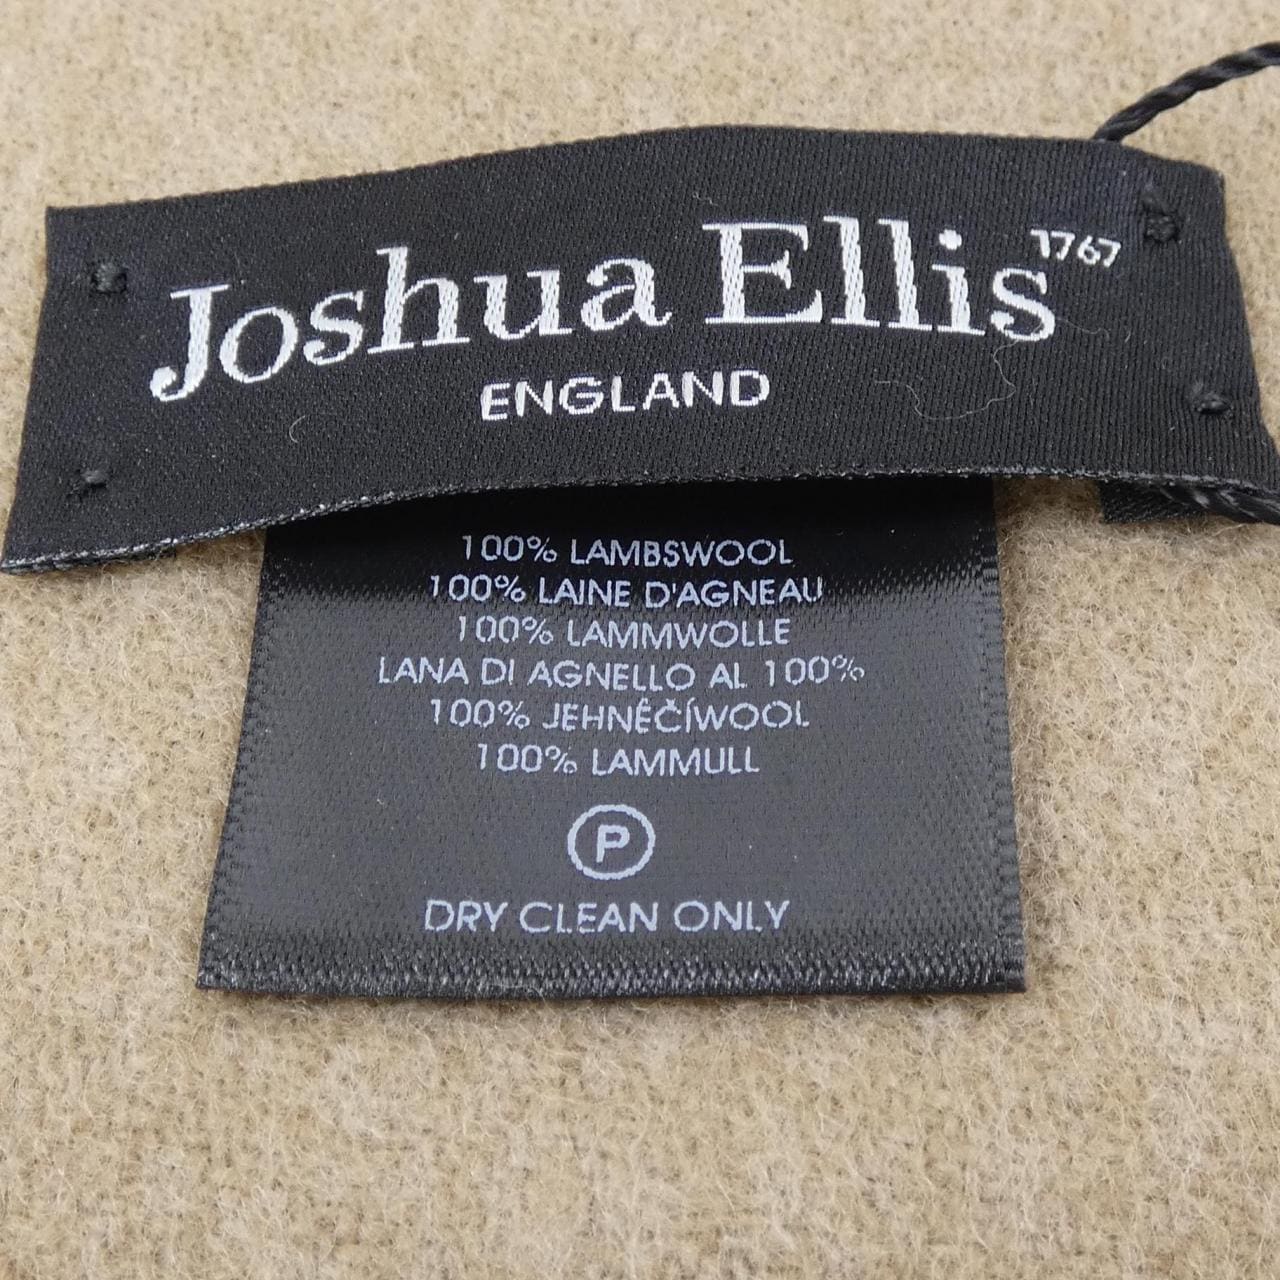 Joshua Ellis 1767
ENGLAND
100% LAMBSWOOL
100% LAINE D'AGNEAU
100% LAMMWOLLE
LANA DI AGNELLO AL 100%
100% JEHNĚČÍWOOL
100% LAMMULL
P
DRY CLEAN ONLY